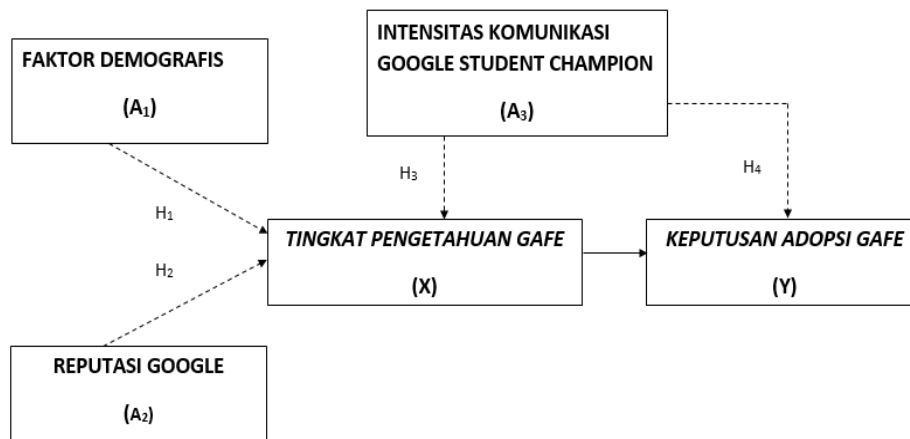 FAKTOR DEMOGRAFIS
(A₁)
INTENSITAS KOMUNIKASI
GOOGLE STUDENT CHAMPION
(A₃)
H₃
H₄
H₁
H₂
TINGKAT PENGETAHUAN GAFE
(X)
KEPUTUSAN ADOPSI GAFE
(Y)
REPUTASI GOOGLE
(A₂)